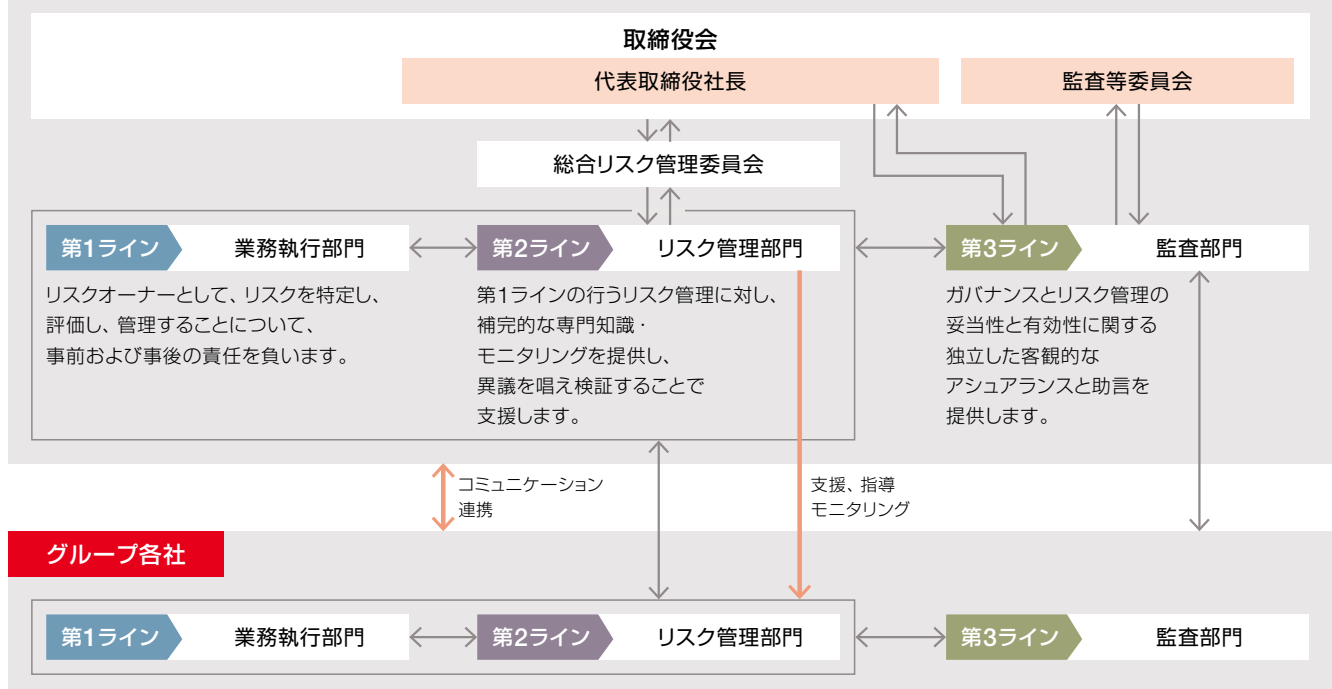 取締役会
代表取締役社長
監査等委員会
総合リスク管理委員会
第1ライン
業務執行部門
第2ライン
リスク管理部門
第3ライン
監査部門
リスクオーナーとして、リスクを特定し、
評価し、管理することについて、
事前および事後の責任を負います。
第1ラインの行うリスク管理に対し、
補完的な専門知識・
モニタリングを提供し、
異議を唱え検証することで
支援します。
ガバナンスとリスク管理の
妥当性と有効性に関する
独立した客観的な
アシュアランスと助言を
提供します。
コミュニケーション
連携
支援、指導
モニタリング
グループ各社
第1ライン
業務執行部門
第2ライン
リスク管理部門
第3ライン
監査部門